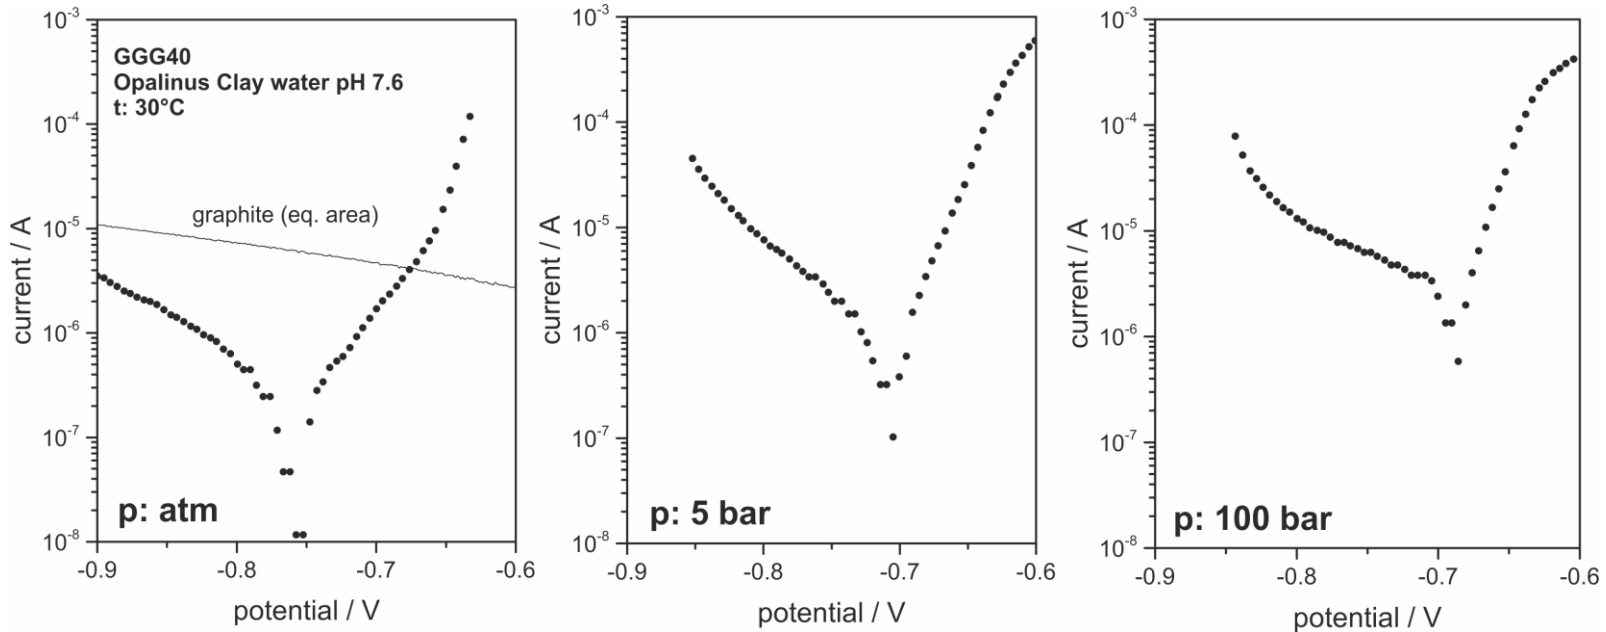 10^-3
10^-4
10^-5
10^-6
10^-7
10^-8
current / A
GGG40
Opalinus Clay water pH 7.6
t: 30°C
graphite (eq. area)
p: atm
-0.9 -0.8 -0.7 -0.6
potential / V
10^-3
10^-4
10^-5
10^-6
10^-7
10^-8
current / A
p: 5 bar
-0.9 -0.8 -0.7 -0.6
potential / V
10^-3
10^-4
10^-5
10^-6
10^-7
10^-8
current / A
p: 100 bar
-0.9 -0.8 -0.7 -0.6
potential / V